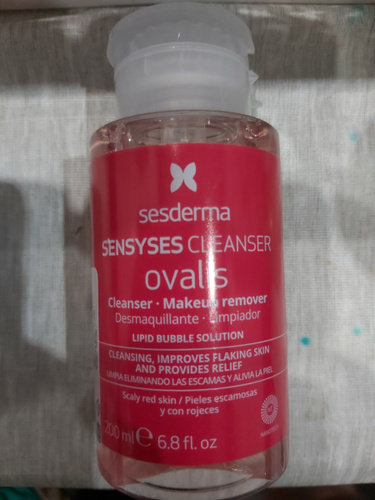 sesderma
SENSYSES CLEANSER
ovalis
Cleanser · Makeup remover
Desmaquillante · Limpiador
LIPID BUBBLE SOLUTION
CLEANSING, IMPROVES FLAKING SKIN
AND PROVIDES RELIEF
LIMPIA ELIMINANDO LAS ESCAMAS Y ALIVIA LA PIEL
Scaly red skin / Pieles escamosas
y con rojeces
200 ml e 6.8 fl. oz